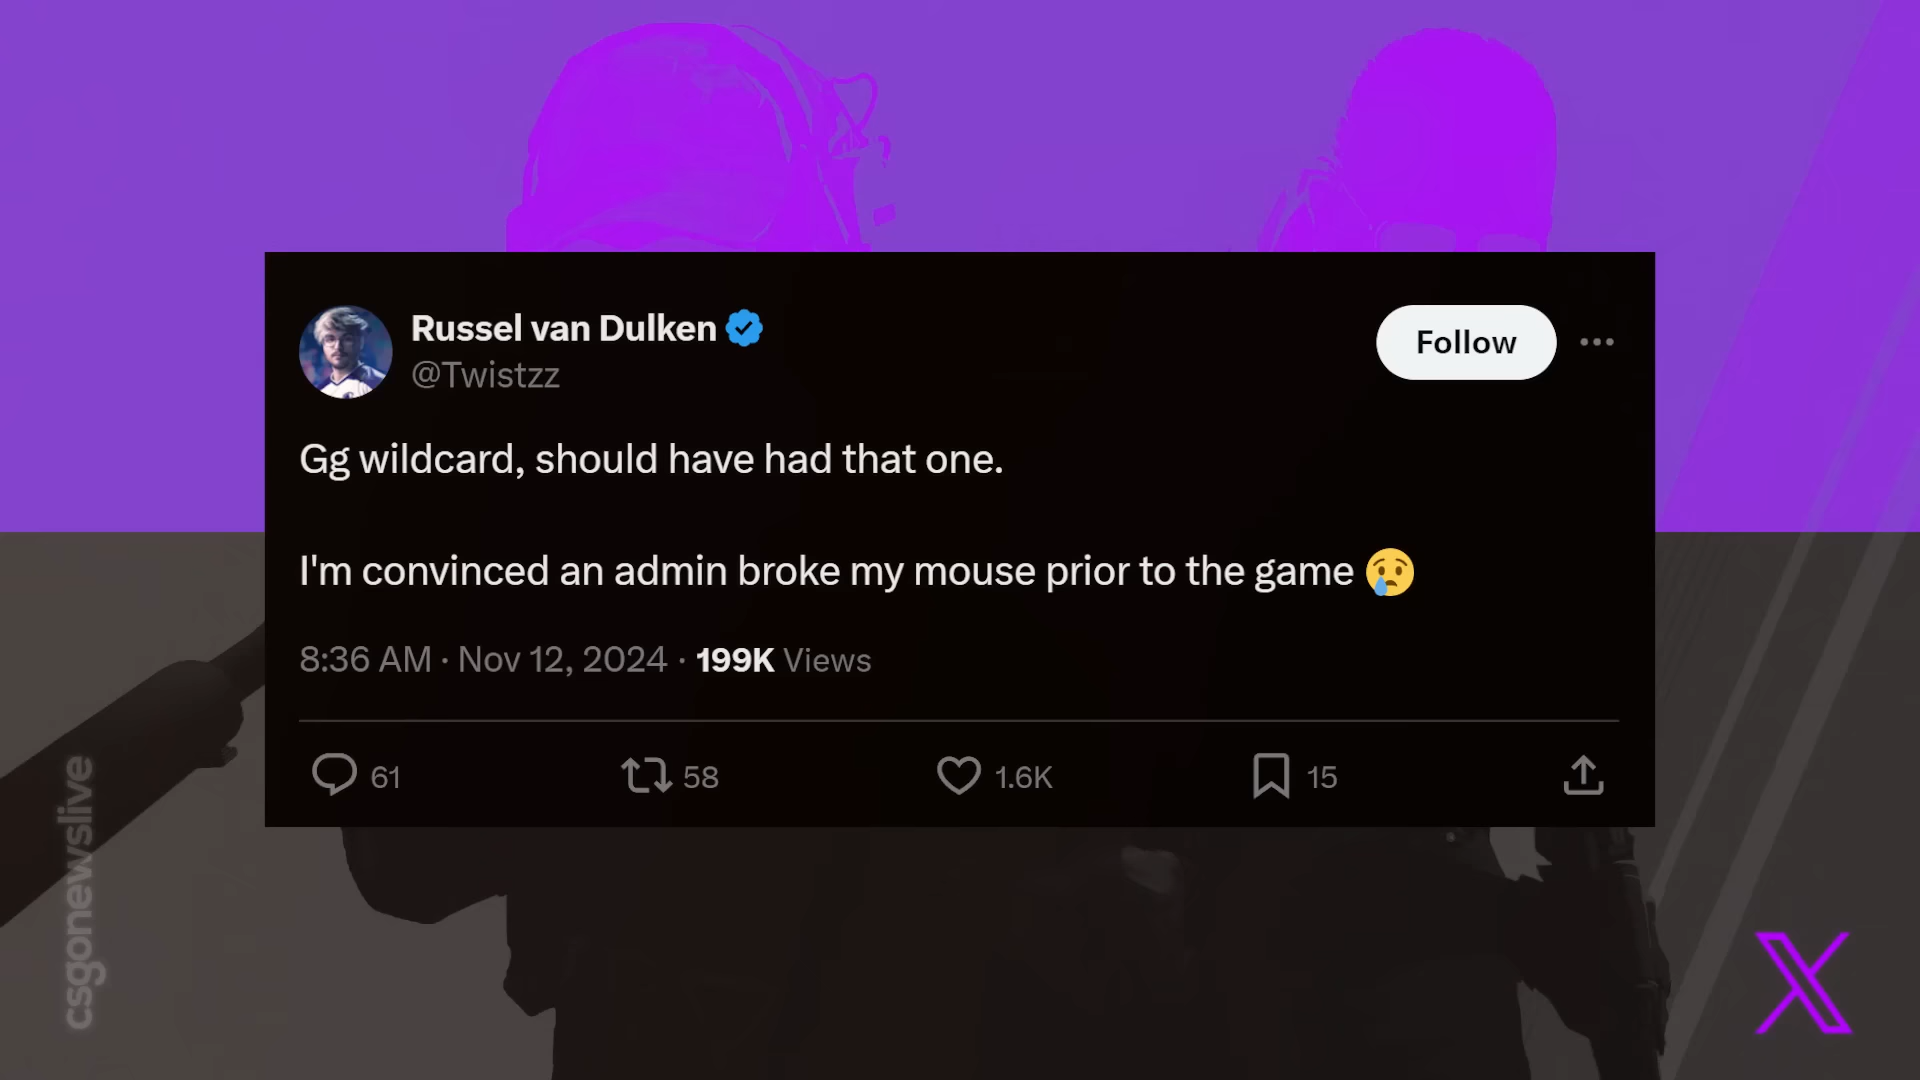 Russel van Dulken
@Twistzz
Follow
Gg wildcard, should have had that one.
I'm convinced an admin broke my mouse prior to the game 😢
8:36 AM · Nov 12, 2024 · 199K Views
61 58 1.6K 15
csgonewslive